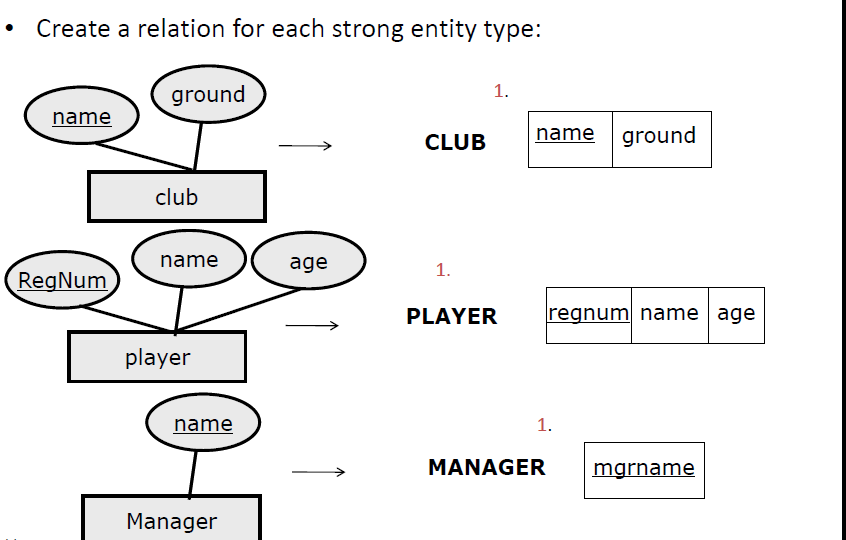 • Create a relation for each strong entity type:
name
ground
club
1.
CLUB
name ground
RegNum
name
age
player
1.
PLAYER
regnum name age
name
Manager
1.
MANAGER
mgrname